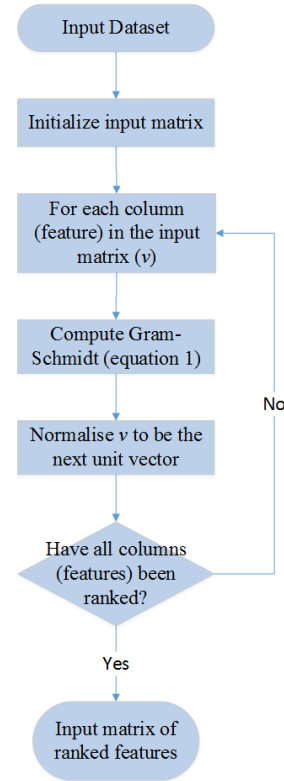 Input Dataset
Initialize input matrix
For each column
(feature) in the input
matrix (v)
Compute Gram-
Schmidt (equation 1)
No
Normalise v to be the
next unit vector
Have all columns
(features) been
ranked?
Yes
Input matrix of
ranked features